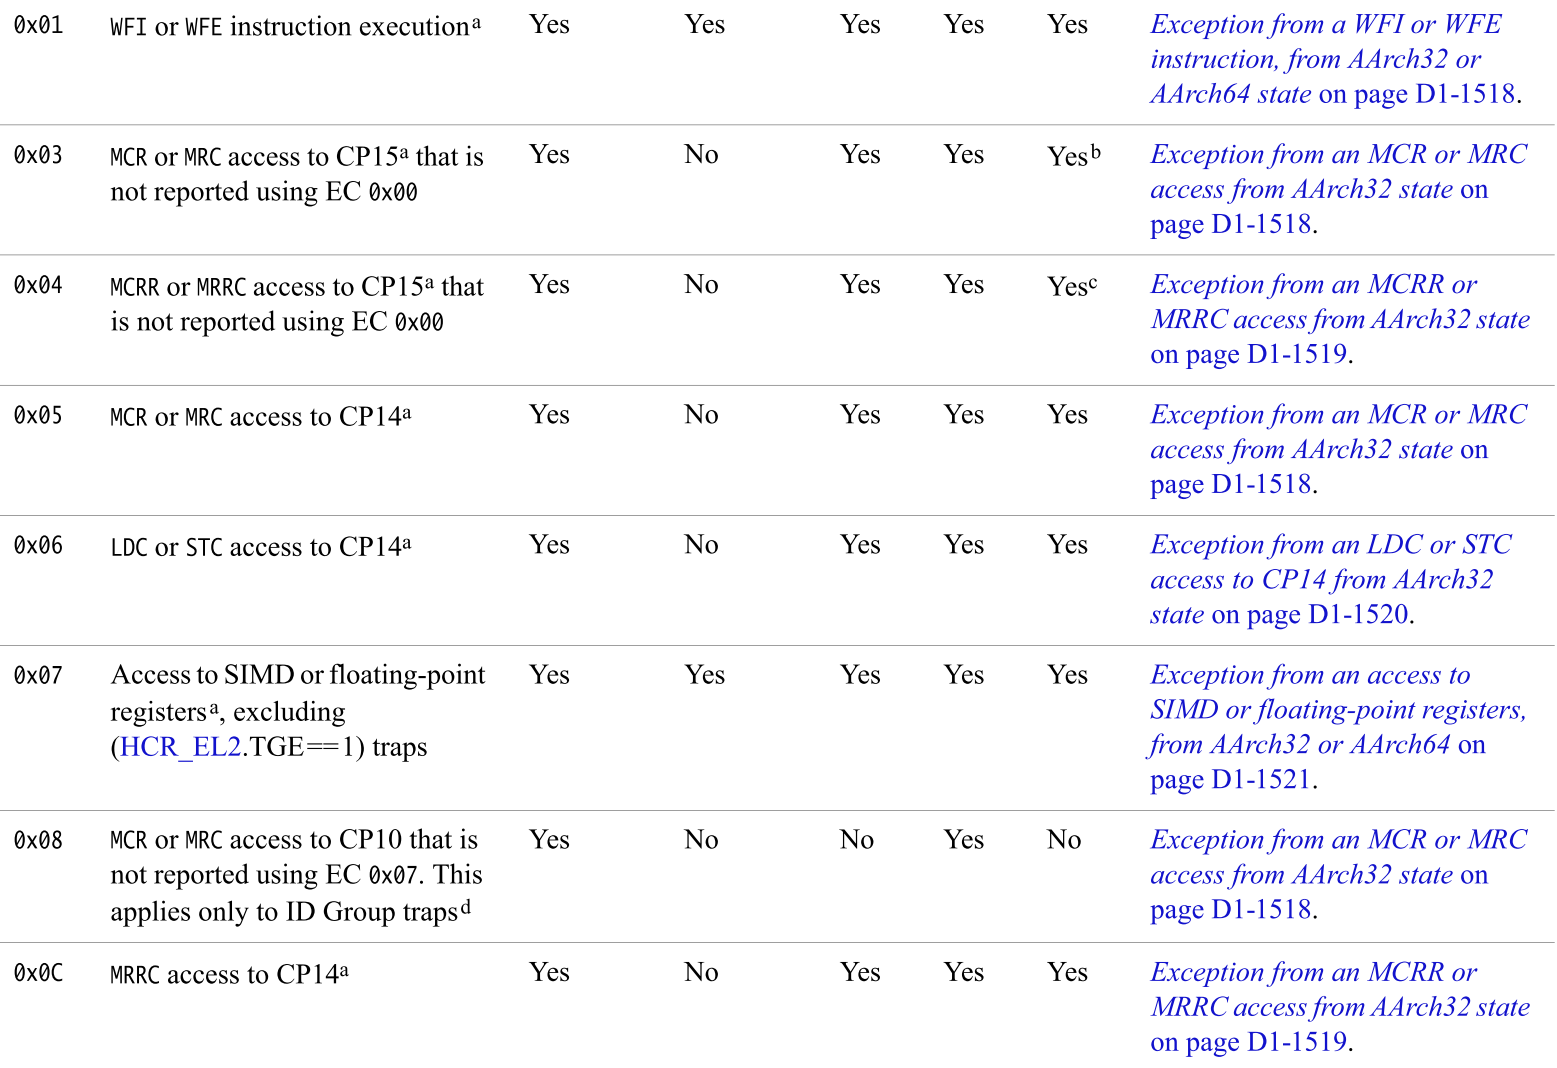 0x01 WFI or WFE instruction executionᵃ Yes Yes Yes Yes Yes Exception from a WFI or WFE
instruction, from AArch32 or
AArch64 state on page D1-1518.
0x03 MCR or MRC access to CP15ᵃ that is Yes No Yes Yes Yesᵇ Exception from an MCR or MRC
not reported using EC 0x00 access from AArch32 state on
page D1-1518.
0x04 MCRR or MRRC access to CP15ᵃ that Yes No Yes Yes Yesᶜ Exception from an MCRR or
is not reported using EC 0x00 MRRC access from AArch32 state
on page D1-1519.
0x05 MCR or MRC access to CP14ᵃ Yes No Yes Yes Yes Exception from an MCR or MRC
access from AArch32 state on
page D1-1518.
0x06 LDC or STC access to CP14ᵃ Yes No Yes Yes Yes Exception from an LDC or STC
access to CP14 from AArch32
state on page D1-1520.
0x07 Access to SIMD or floating-point Yes Yes Yes Yes Yes Exception from an access to
registersᵃ, excluding SIMD or floating-point registers,
(HCR_EL2.TGE==1) traps from AArch32 or AArch64 on
page D1-1521.
0x08 MCR or MRC access to CP10 that is Yes No No Yes No Exception from an MCR or MRC
not reported using EC 0x07. This access from AArch32 state on
applies only to ID Group trapsᵈ page D1-1518.
0x0C MRRC access to CP14ᵃ Yes No Yes Yes Yes Exception from an MCRR or
MRRC access from AArch32 state
on page D1-1519.